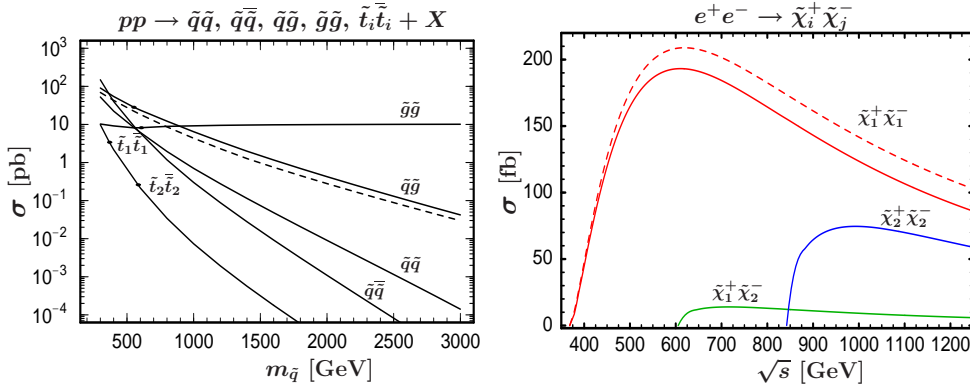 pp → q̃q̃, q̃q̃̄, q̃g̃, g̃g̃, t̃ᵢt̃̄ᵢ + X
σ [pb]
10³
10²
10
1
10⁻¹
10⁻²
10⁻³
10⁻⁴
g̃g̃
t̃₁t̃̄₁
t̃₂t̃̄₂
q̃g̃
q̃q̃
q̃q̃̄
500 1000 1500 2000 2500 3000
m_q̃ [GeV]
e⁺e⁻ → χ̃ᵢ⁺χ̃ⱼ⁻
σ [fb]
200
150
100
50
0
χ̃₁⁺χ̃₁⁻
χ̃₂⁺χ̃₂⁻
χ̃₁⁺χ̃₂⁻
400 500 600 700 800 900 1000 1100 1200
√s [GeV]